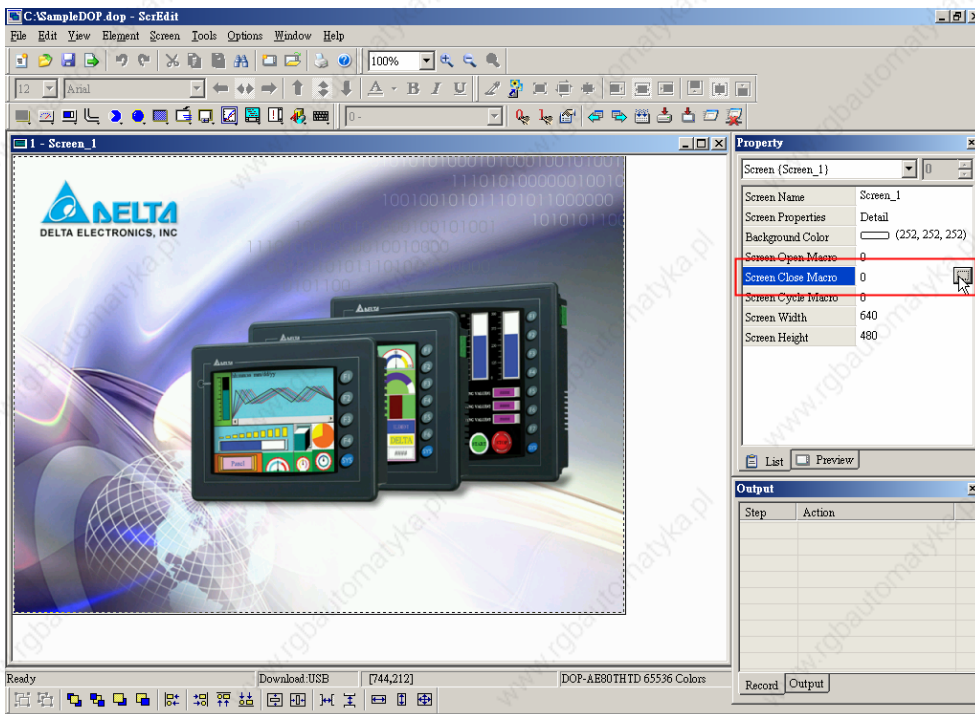 C:\SampleDOP.dop - ScrEdit
File Edit View Element Screen Tools Options Window Help
100%
12 Arial
A B I U
0 -
1 - Screen_1
DELTA
DELTA ELECTRONICS, INC
Property
Screen {Screen_1} 0
Screen Name Screen_1
Screen Properties Detail
Background Color (252, 252, 252)
Screen Open Macro 0
Screen Close Macro 0
Screen Cycle Macro 0
Screen Width 640
Screen Height 480
List Preview
Output
Step Action
Record Output
Ready Download:USB [744,212] DOP-AE80THTD 65536 Colors
www.rgbautomatyka.pl